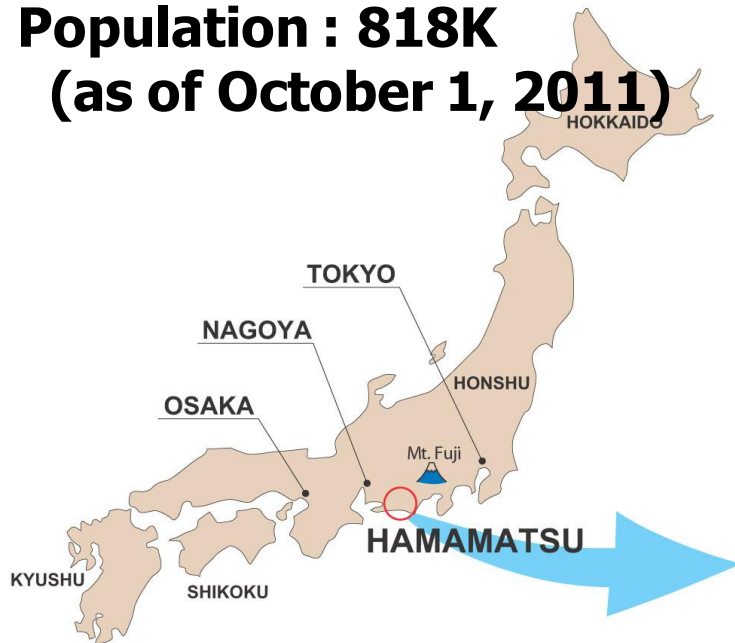 Population : 818K
(as of October 1, 2011)
HOKKAIDO
TOKYO
NAGOYA
HONSHU
OSAKA
Mt. Fuji
HAMAMATSU
KYUSHU
SHIKOKU